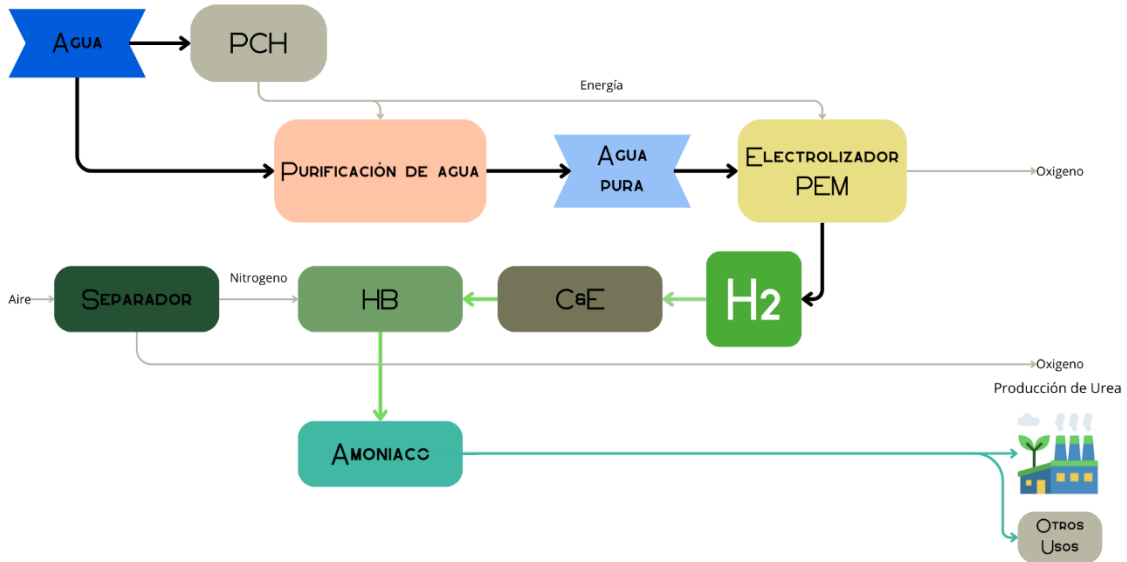 Agua
PCH
Energía
Purificación de agua
Agua
pura
Electrolizador
PEM
Oxigeno
Aire
Separador
Nitrogeno
HB
C&E
H2
Oxigeno
Producción de Urea
Amoniaco
Otros
Usos